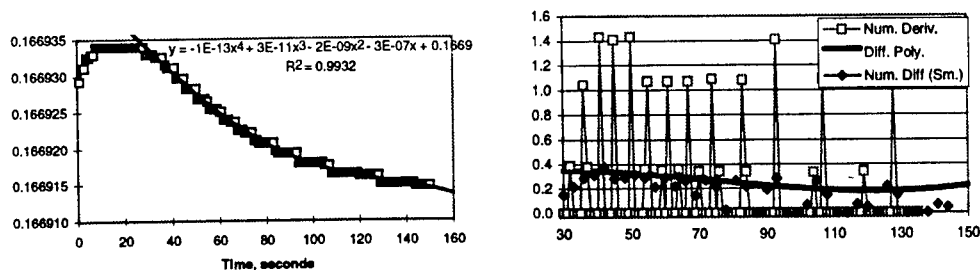 0.166935
0.166930
0.166925
0.166920
0.166915
0.166910
y = -1E-13x⁴ + 3E-11x³ - 2E-09x² - 3E-07x + 0.1669
R² = 0.9932
0 20 40 60 80 100 120 140 160
Time, seconds
1.6
1.4
1.2
1.0
0.8
0.6
0.4
0.2
0.0
Num. Deriv.
Diff. Poly.
Num. Diff (Sm.)
30 50 70 90 110 130 150